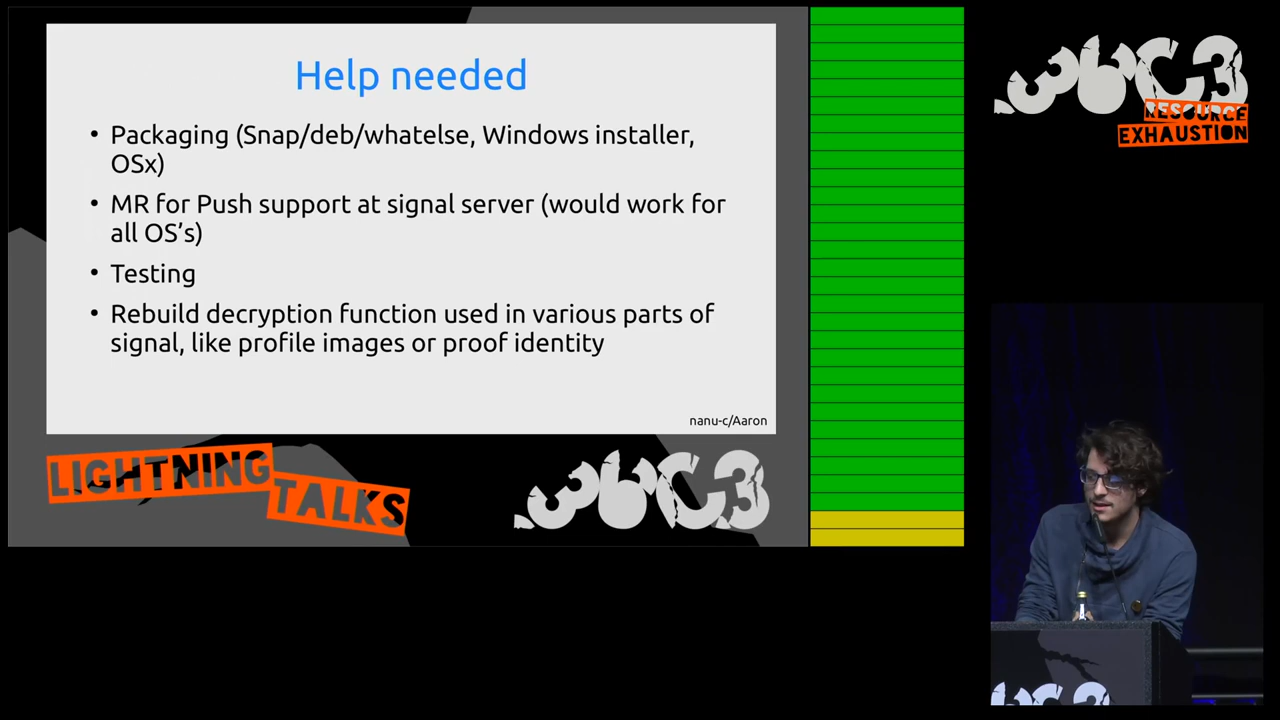 Help needed
• Packaging (Snap/deb/whatelse, Windows installer,
OSx)
• MR for Push support at signal server (would work for
all OS’s)
• Testing
• Rebuild decryption function used in various parts of
signal, like profile images or proof identity
nanu-c/Aaron
LIGHTNING
TALKS
36C3
36C3
RESOURCE
EXHAUSTION
36C3